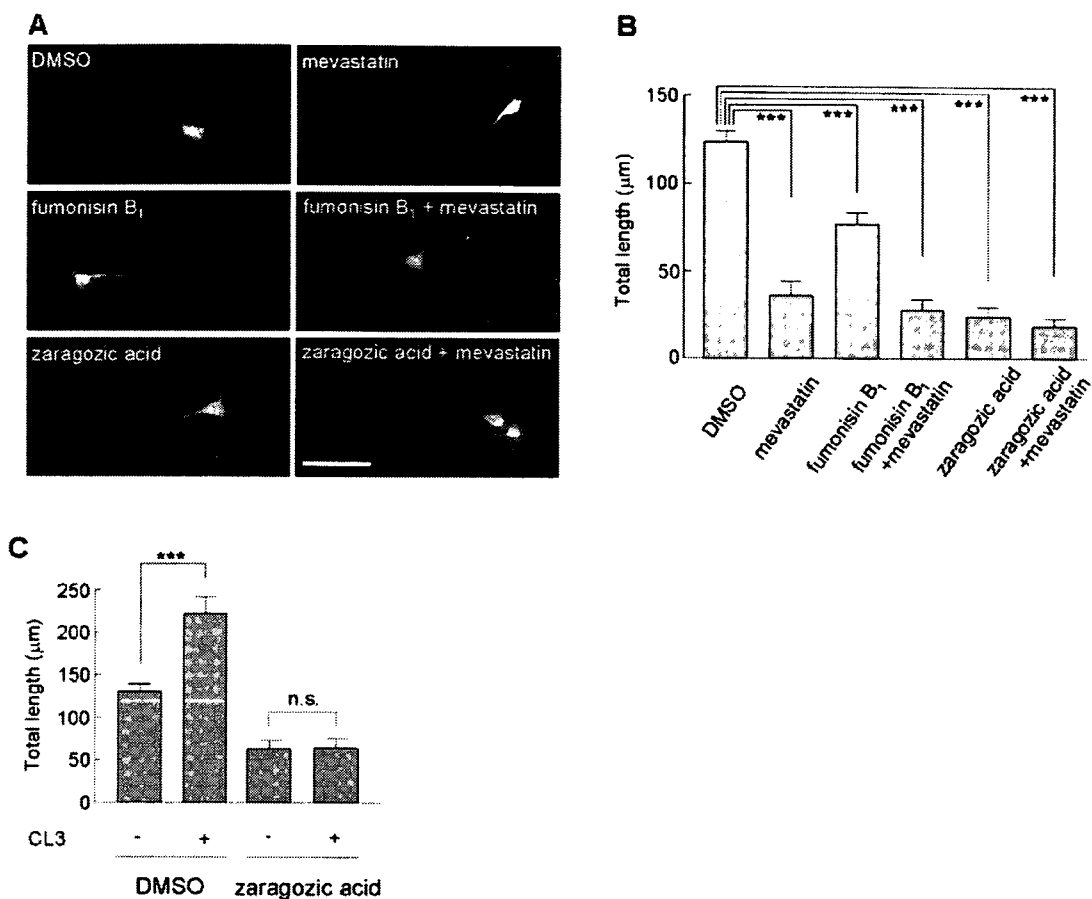 A
DMSO
mevastatin
fumonisin B1
fumonisin B1 + mevastatin
zaragozic acid
zaragozic acid + mevastatin
B
Total length (μm)
150
100
50
0
***
***
***
***
***
DMSO
mevastatin
fumonisin B1
fumonisin B1
+mevastatin
zaragozic acid
zaragozic acid
+mevastatin
C
Total length (μm)
250
200
150
100
50
0
***
n.s.
CL3
- + - +
DMSO zaragozic acid